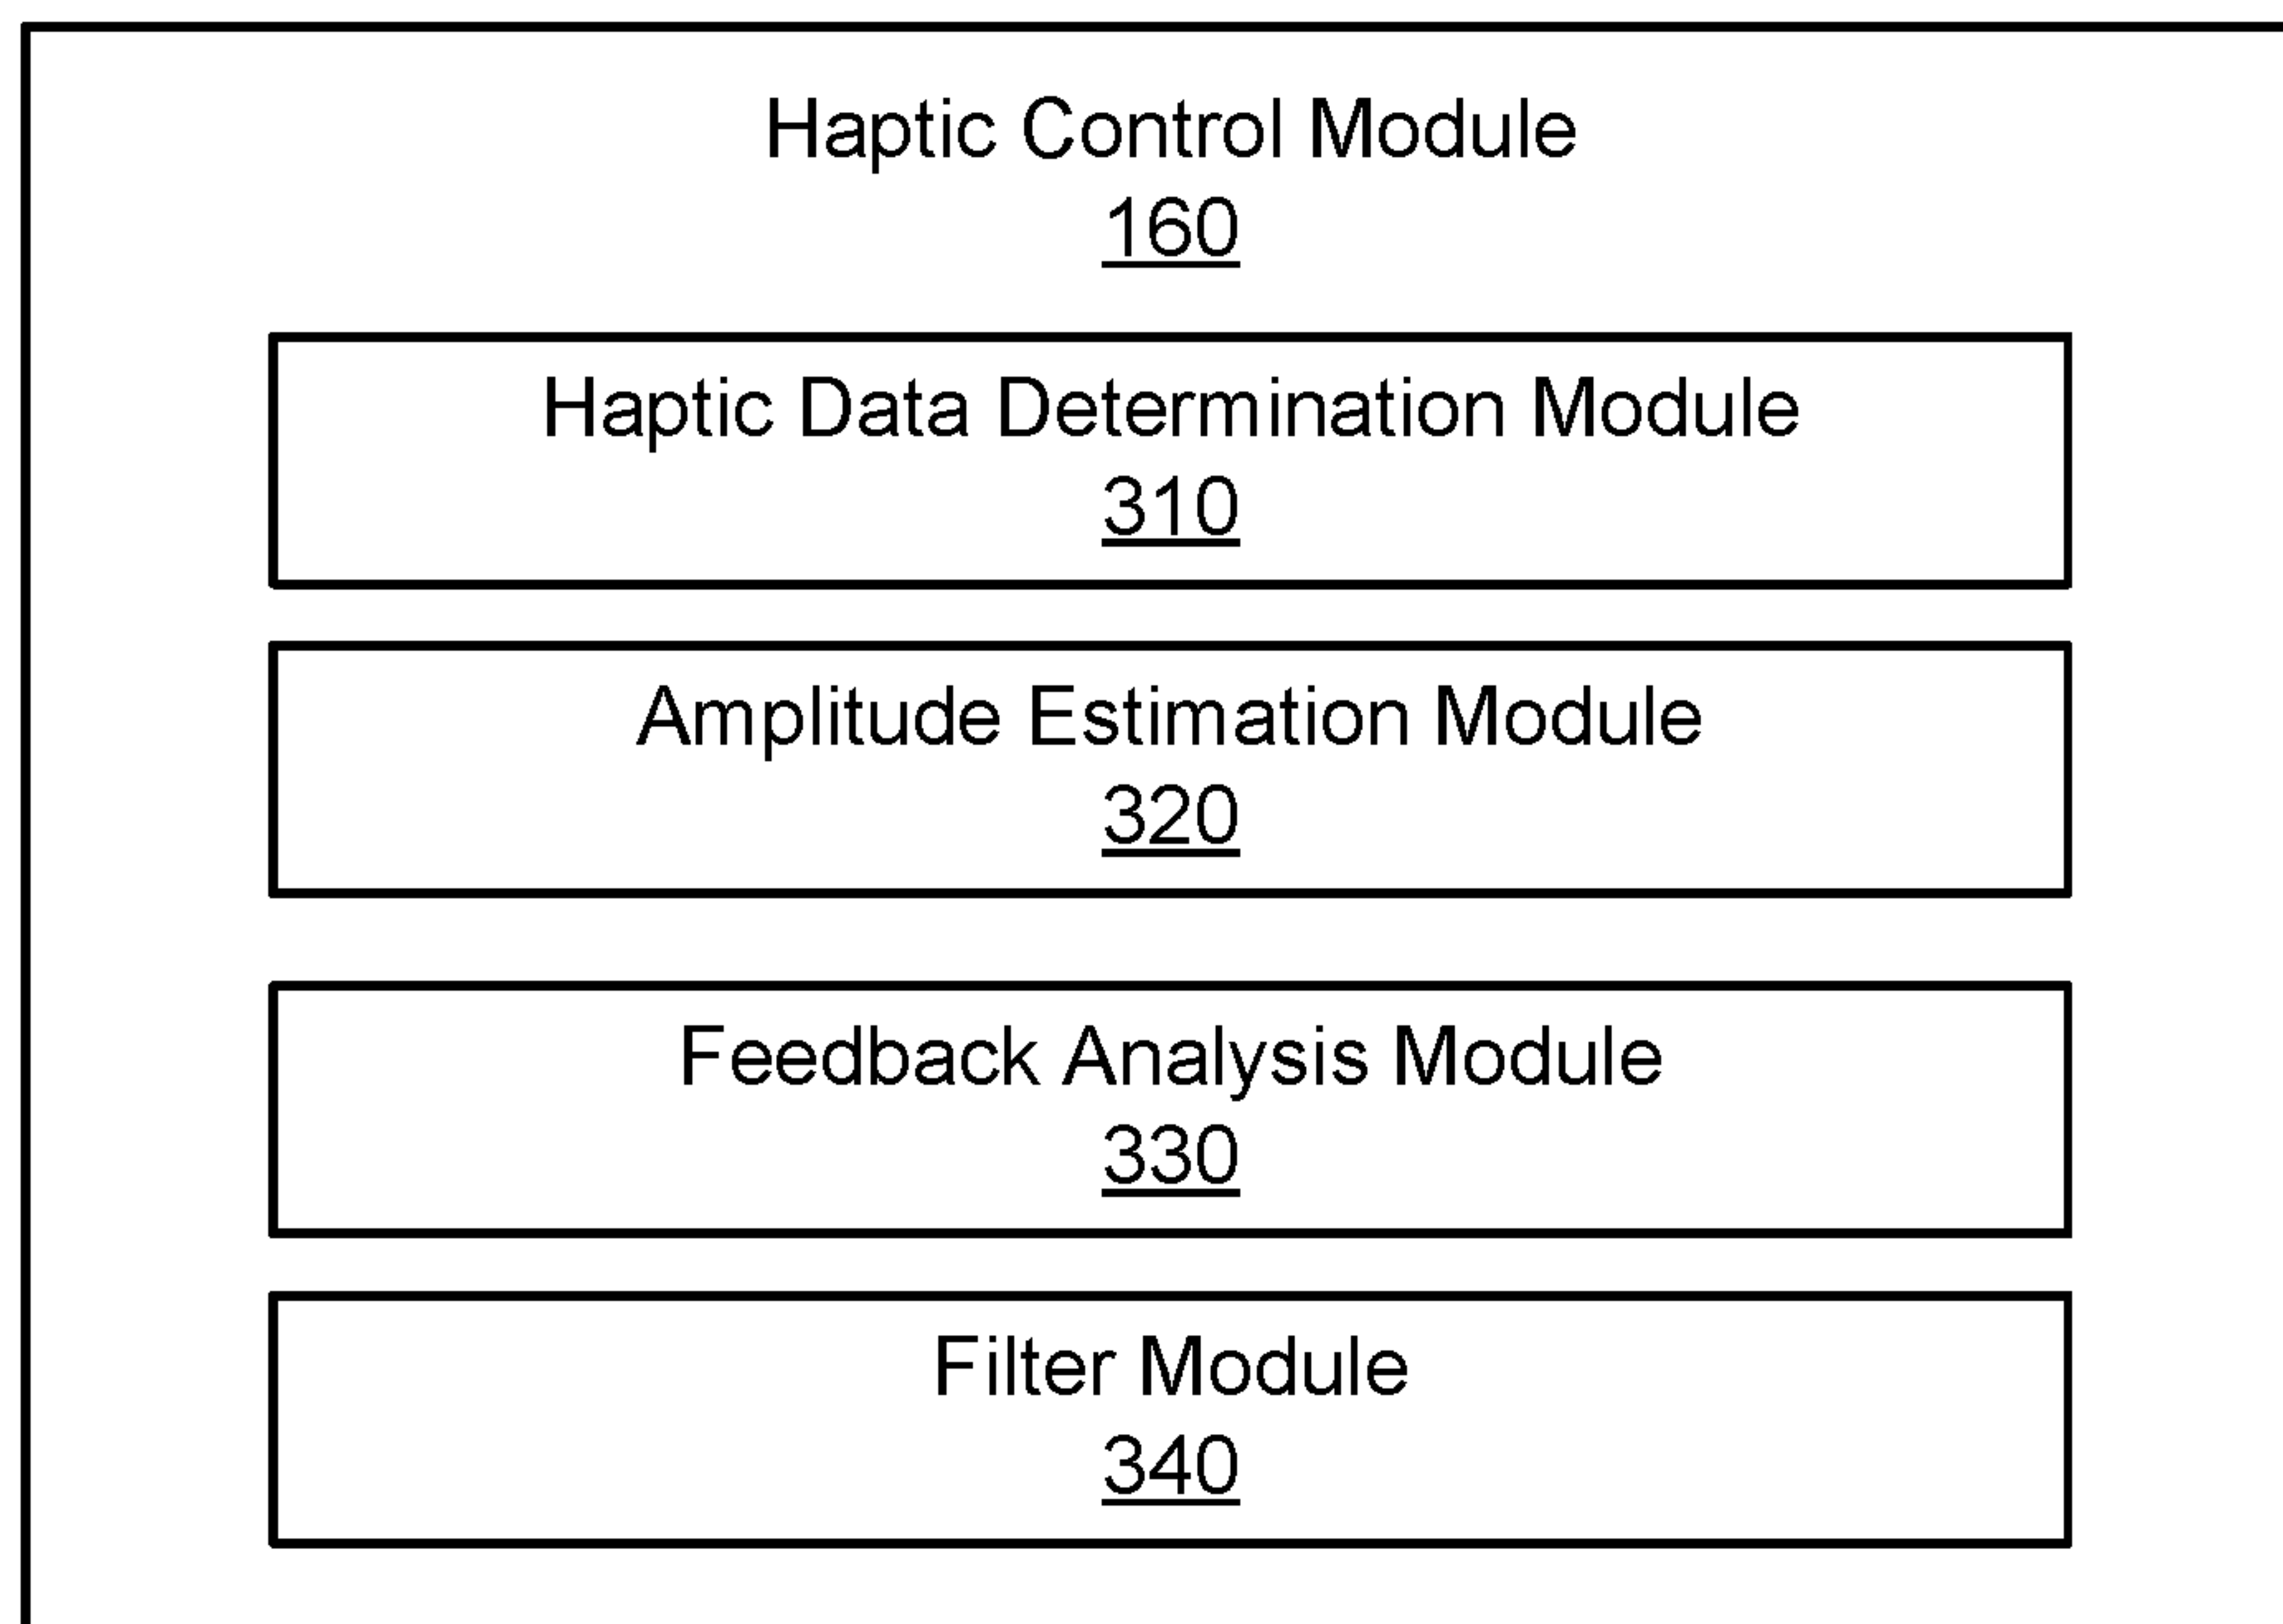 Haptic Control Module
160
Haptic Data Determination Module
310
Amplitude Estimation Module
320
Feedback Analysis Module
330
Filter Module
340